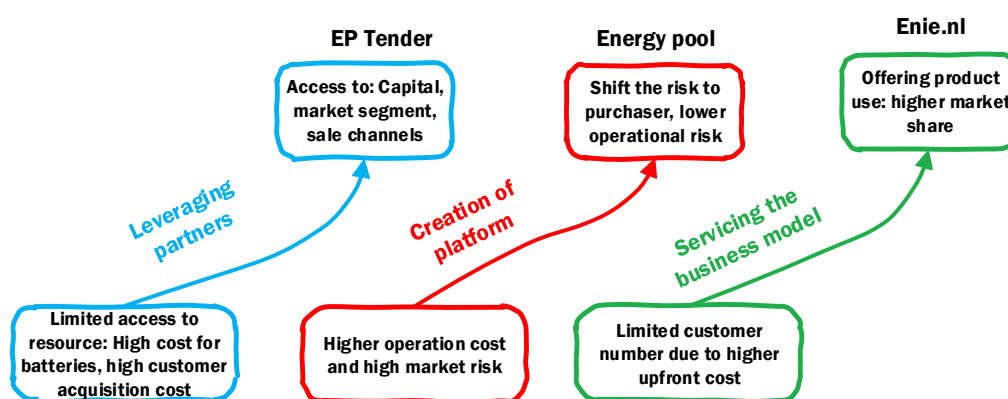 EP Tender
Access to: Capital,
market segment,
sale channels
Leveraging
partners
Limited access to
resource: High cost for
batteries, high customer
acquisition cost
Energy pool
Shift the risk to
purchaser, lower
operational risk
Creation of
platform
Higher operation cost
and high market risk
Enie.nl
Offering product
use: higher market
share
Servicing the
business model
Limited customer
number due to higher
upfront cost